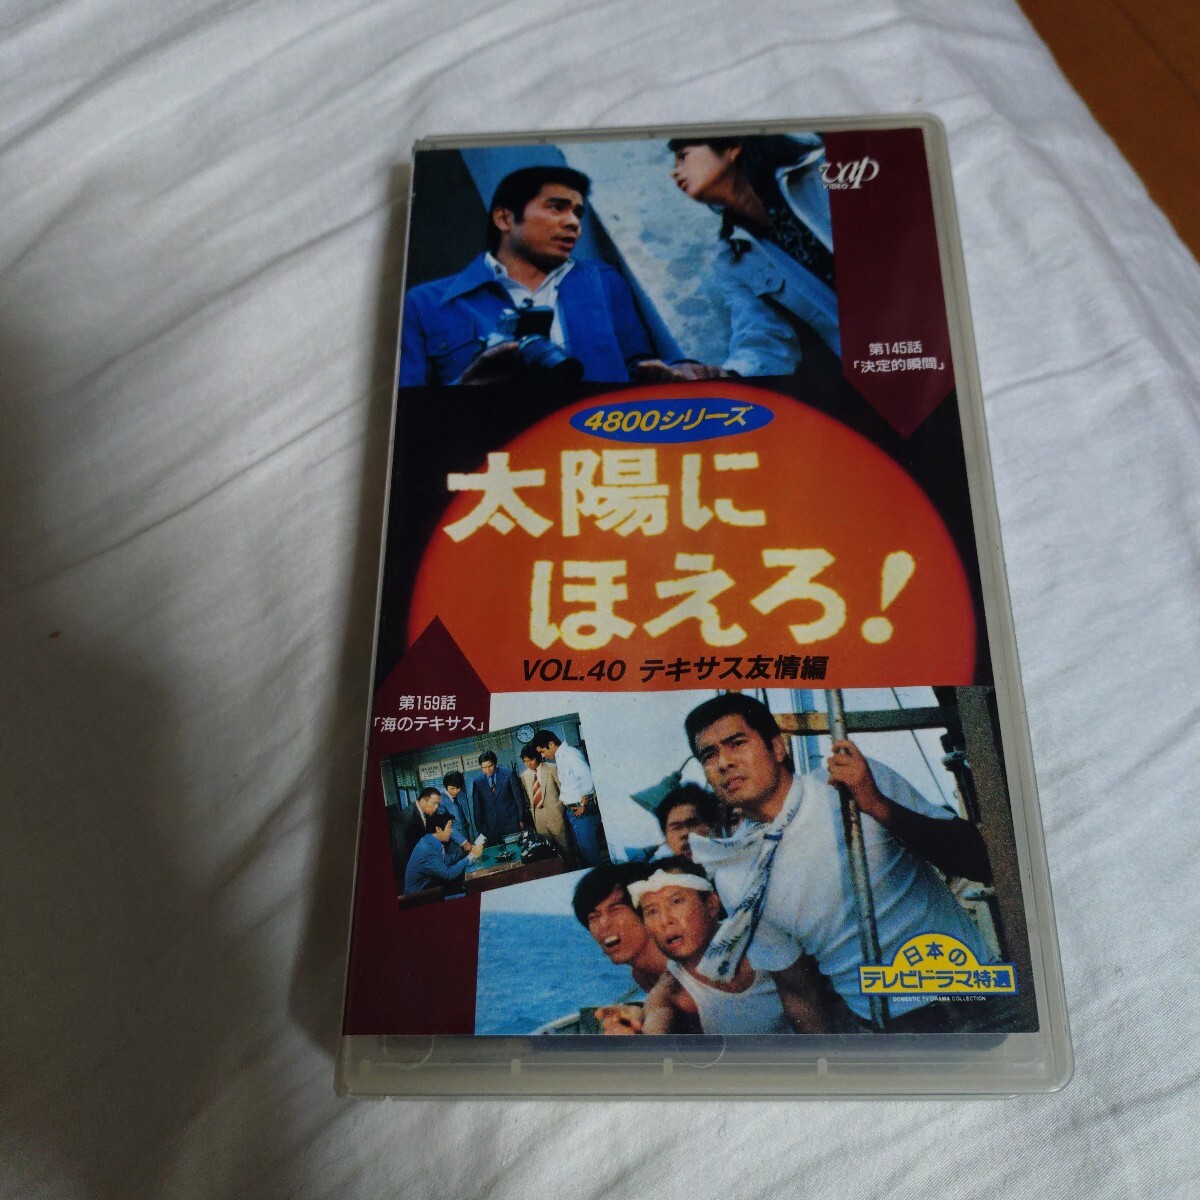 vap
VIDEO
第145話
「決定的瞬間」
4800シリーズ
太陽に
ほえろ!
VOL.40 テキサス友情編
第159話
「海のテキサス」
日本の
テレビドラマ特選
DOMESTIC TV DRAMA COLLECTION